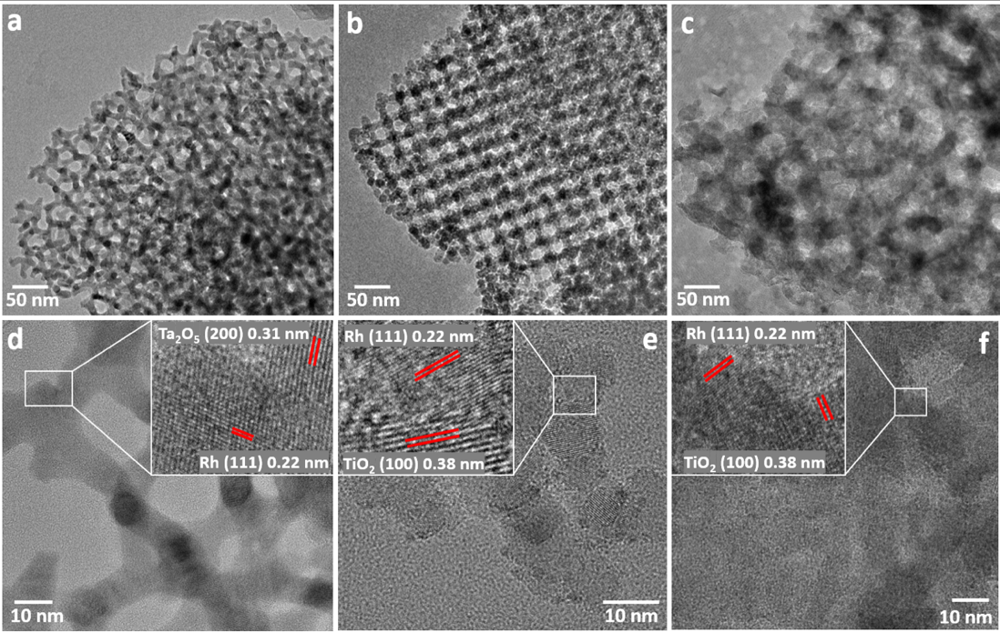 a
b
c
50 nm
50 nm
50 nm
d
Ta₂O₅ (200) 0.31 nm
Rh (111) 0.22 nm
10 nm
Rh (111) 0.22 nm
e
TiO₂ (100) 0.38 nm
10 nm
Rh (111) 0.22 nm
f
TiO₂ (100) 0.38 nm
10 nm